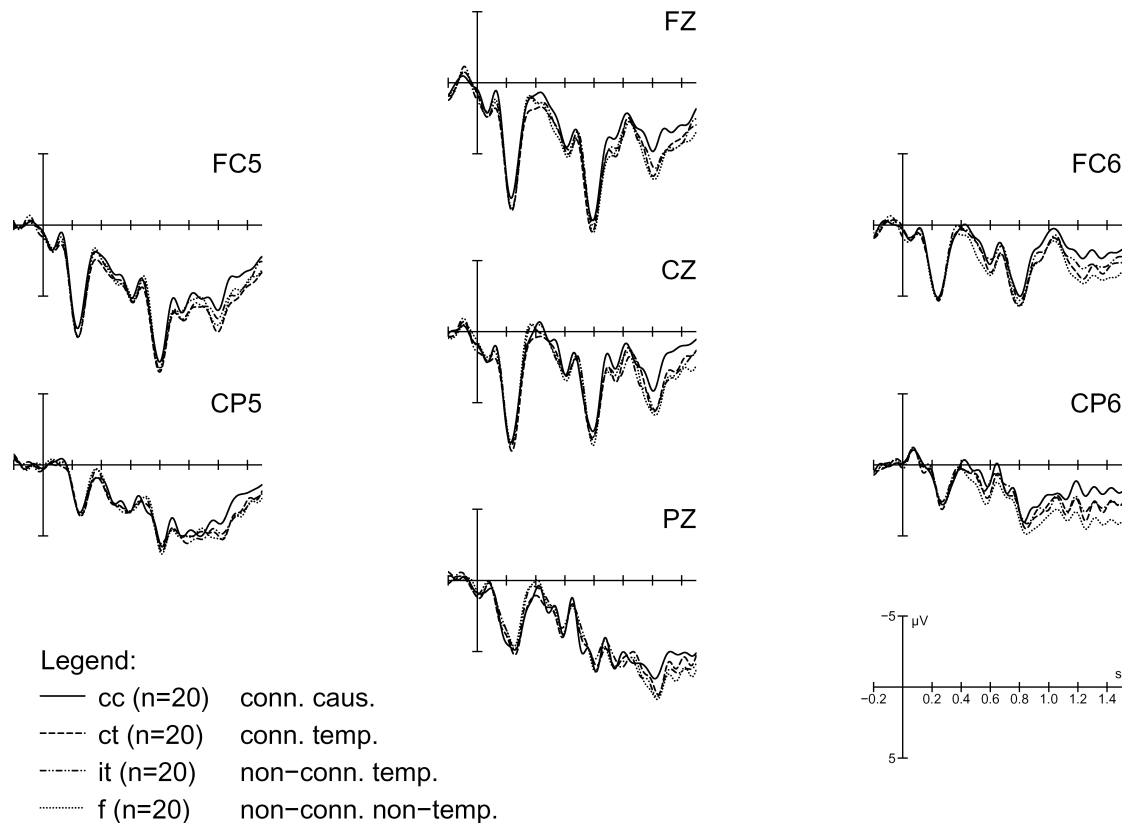 FZ
FC5
FC6
CZ
CP5
CP6
PZ
−5
μV
s
−0.2 0.2 0.4 0.6 0.8 1.0 1.2 1.4
5
Legend:
cc (n=20) conn. caus.
ct (n=20) conn. temp.
it (n=20) non−conn. temp.
f (n=20) non−conn. non−temp.